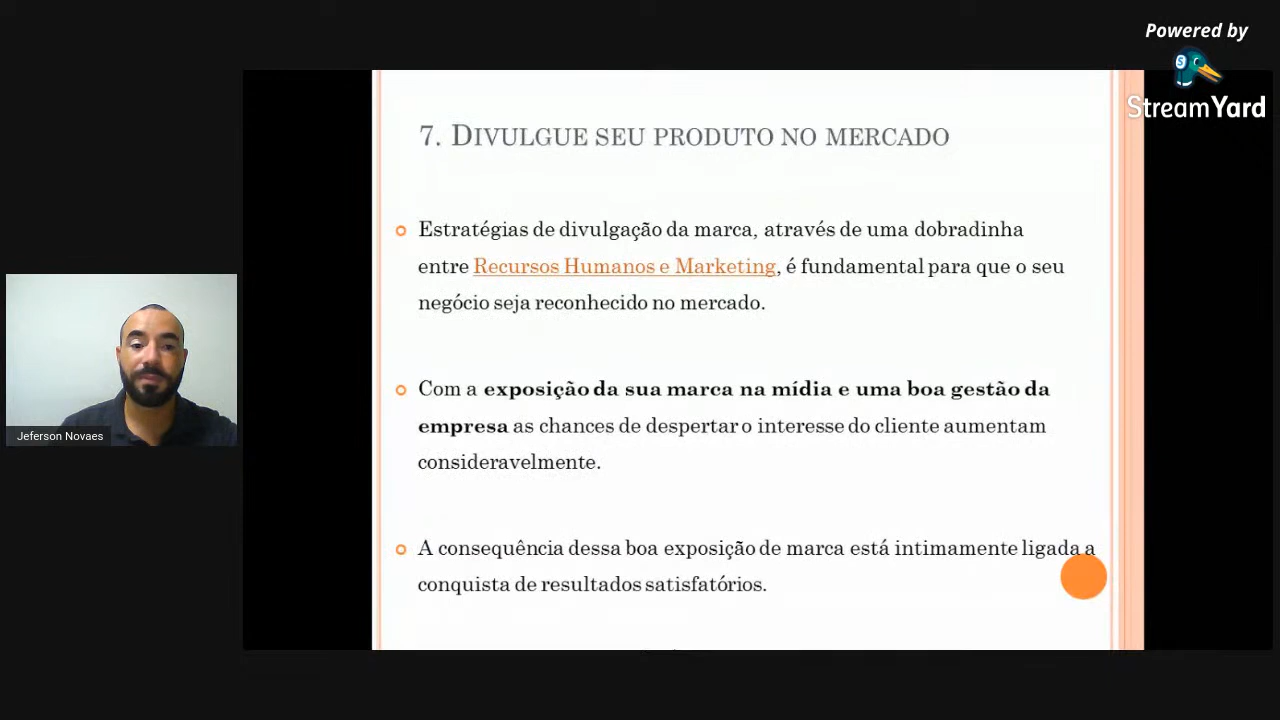 Powered by
StreamYard
7. DIVULGUE SEU PRODUTO NO MERCADO
Estratégias de divulgação da marca, através de uma dobradinha
entre Recursos Humanos e Marketing, é fundamental para que o seu
negócio seja reconhecido no mercado.
Com a exposição da sua marca na mídia e uma boa gestão da
empresa as chances de despertar o interesse do cliente aumentam
consideravelmente.
A consequência dessa boa exposição de marca está intimamente ligada a
conquista de resultados satisfatórios.
Jeferson Novaes